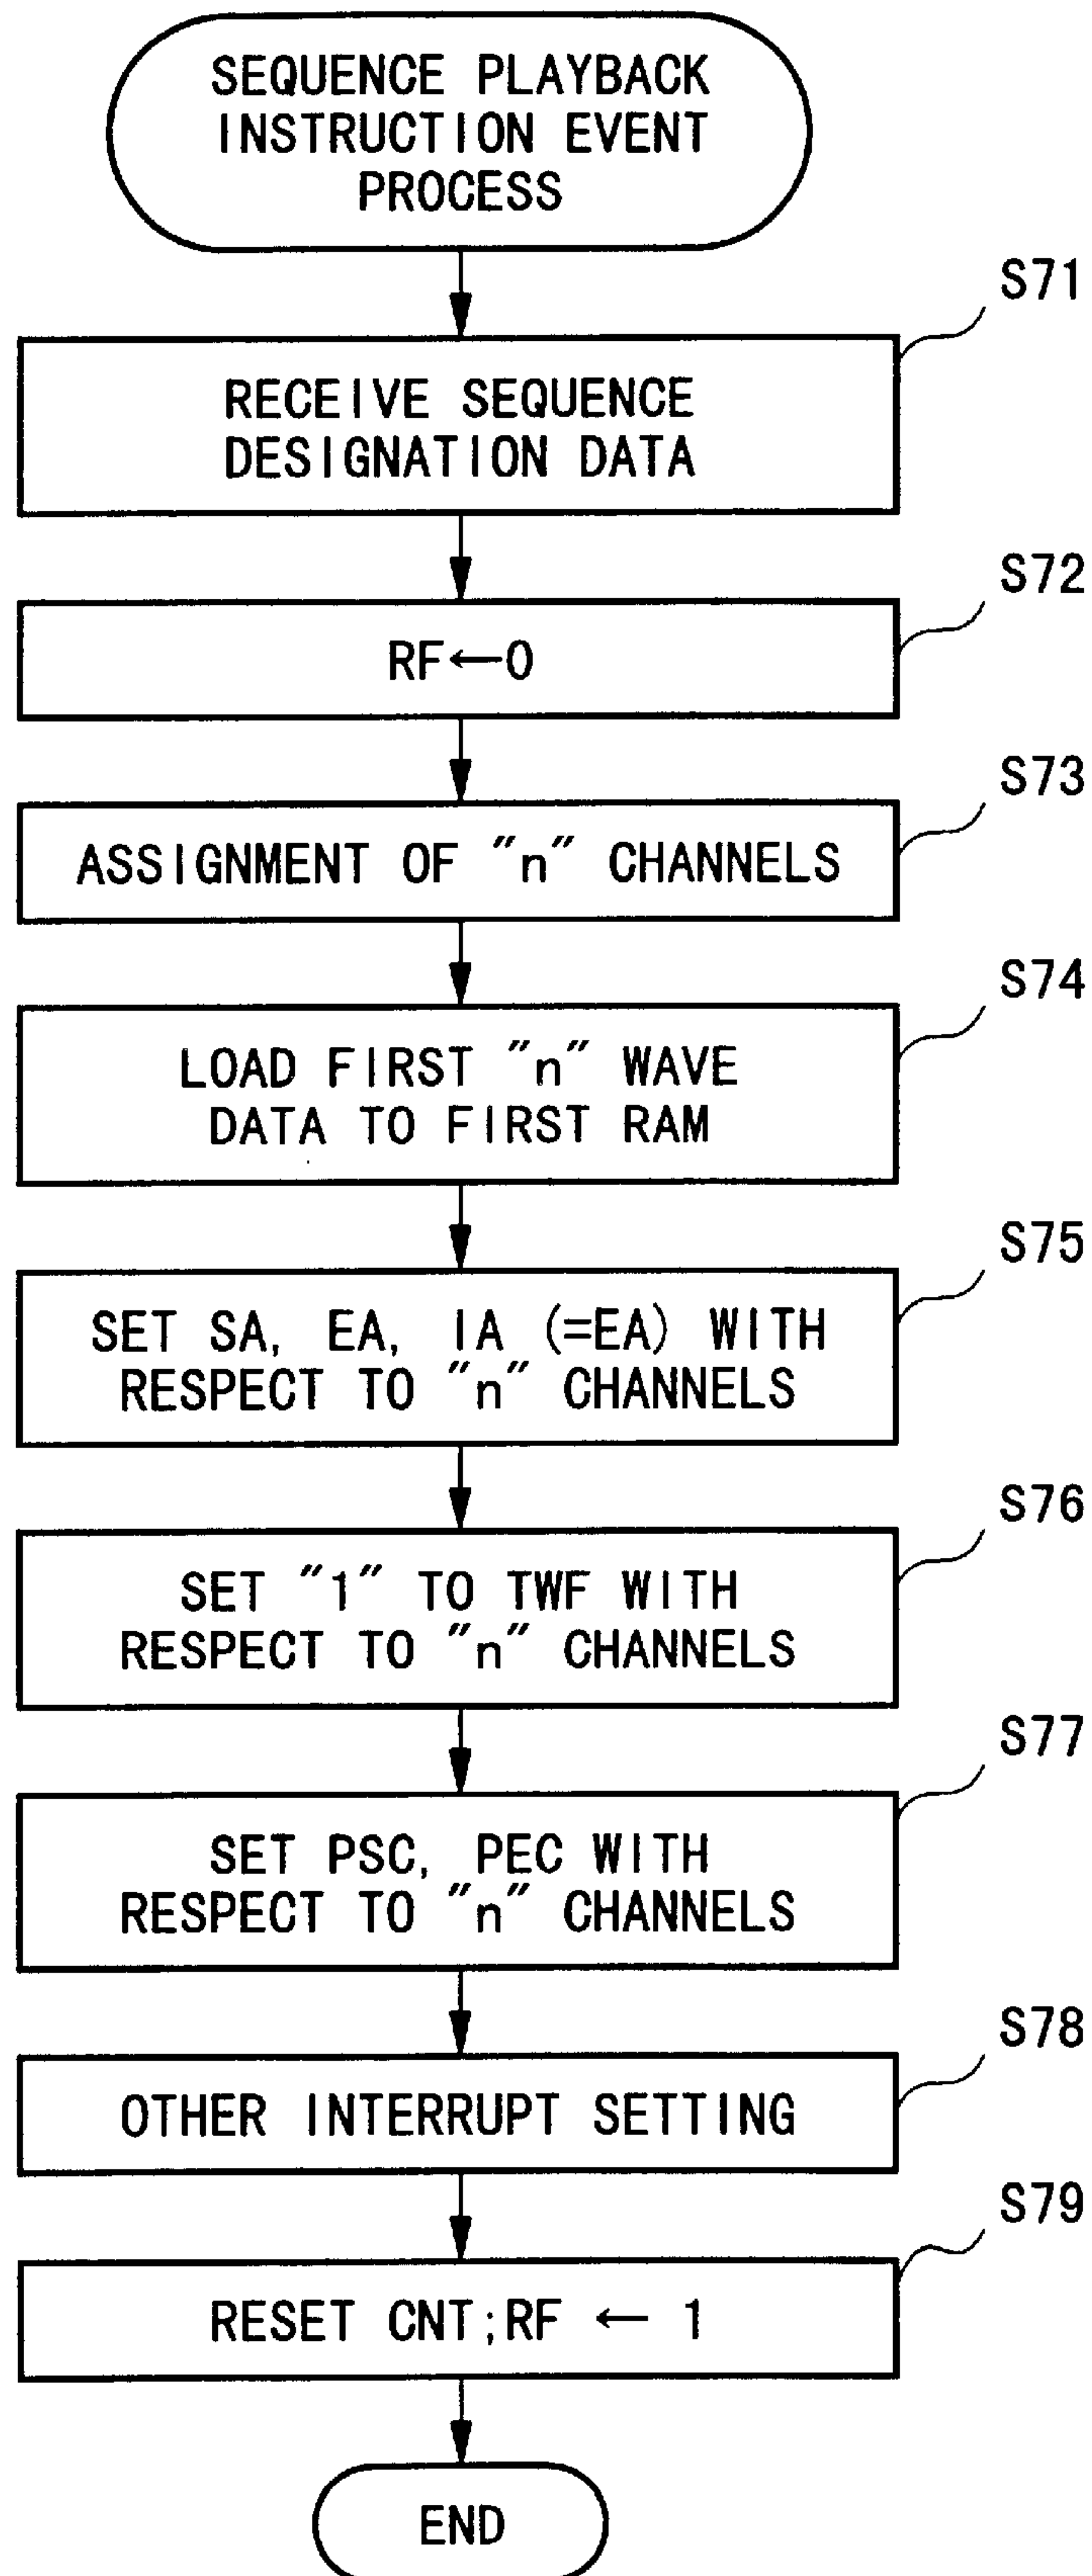 SEQUENCE PLAYBACK
INSTRUCTION EVENT
PROCESS
S71
RECEIVE SEQUENCE
DESIGNATION DATA
S72
RF←0
S73
ASSIGNMENT OF "n" CHANNELS
S74
LOAD FIRST "n" WAVE
DATA TO FIRST RAM
S75
SET SA, EA, IA (=EA) WITH
RESPECT TO "n" CHANNELS
S76
SET "1" TO TWF WITH
RESPECT TO "n" CHANNELS
S77
SET PSC, PEC WITH
RESPECT TO "n" CHANNELS
S78
OTHER INTERRUPT SETTING
S79
RESET CNT;RF ← 1
END